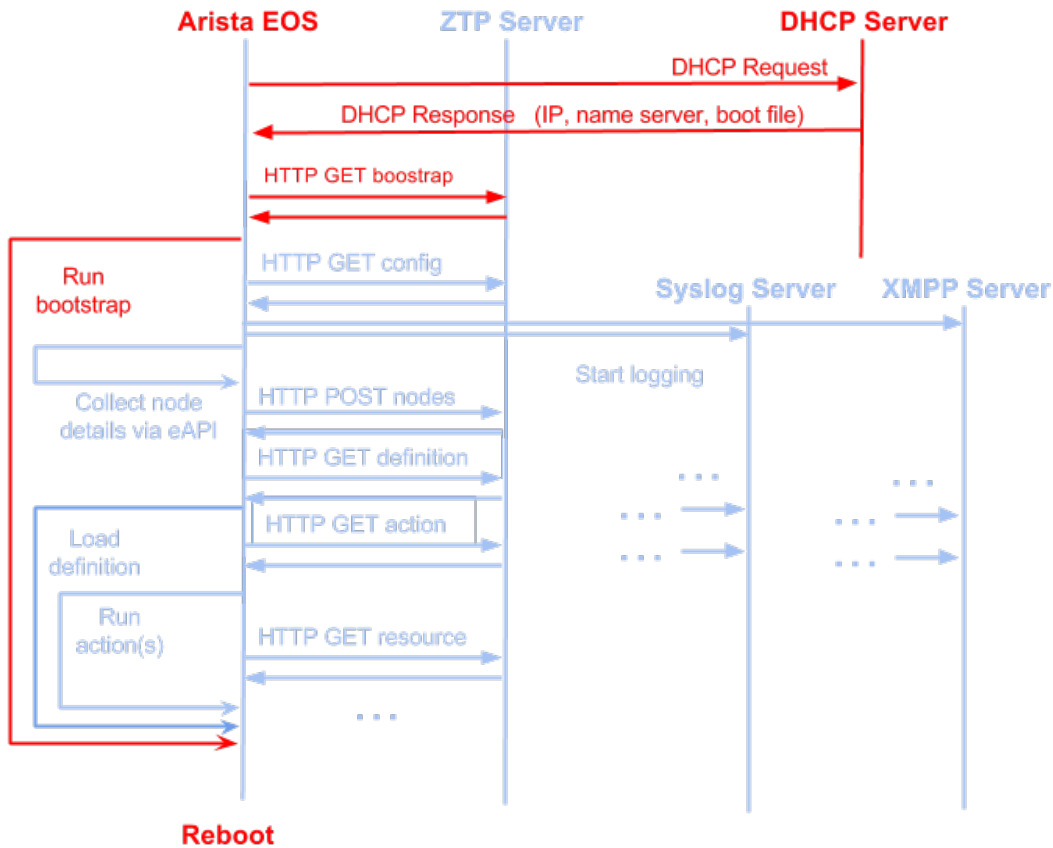 Arista EOS
ZTP Server
DHCP Server
DHCP Request
DHCP Response (IP, name server, boot file)
HTTP GET boostrap
Run
bootstrap
HTTP GET config
Syslog Server
XMPP Server
Start logging
Collect node
details via eAPI
HTTP POST nodes
HTTP GET definition
...
...
HTTP GET action
...
...
Load
definition
...
...
Run
action(s)
HTTP GET resource
...
Reboot